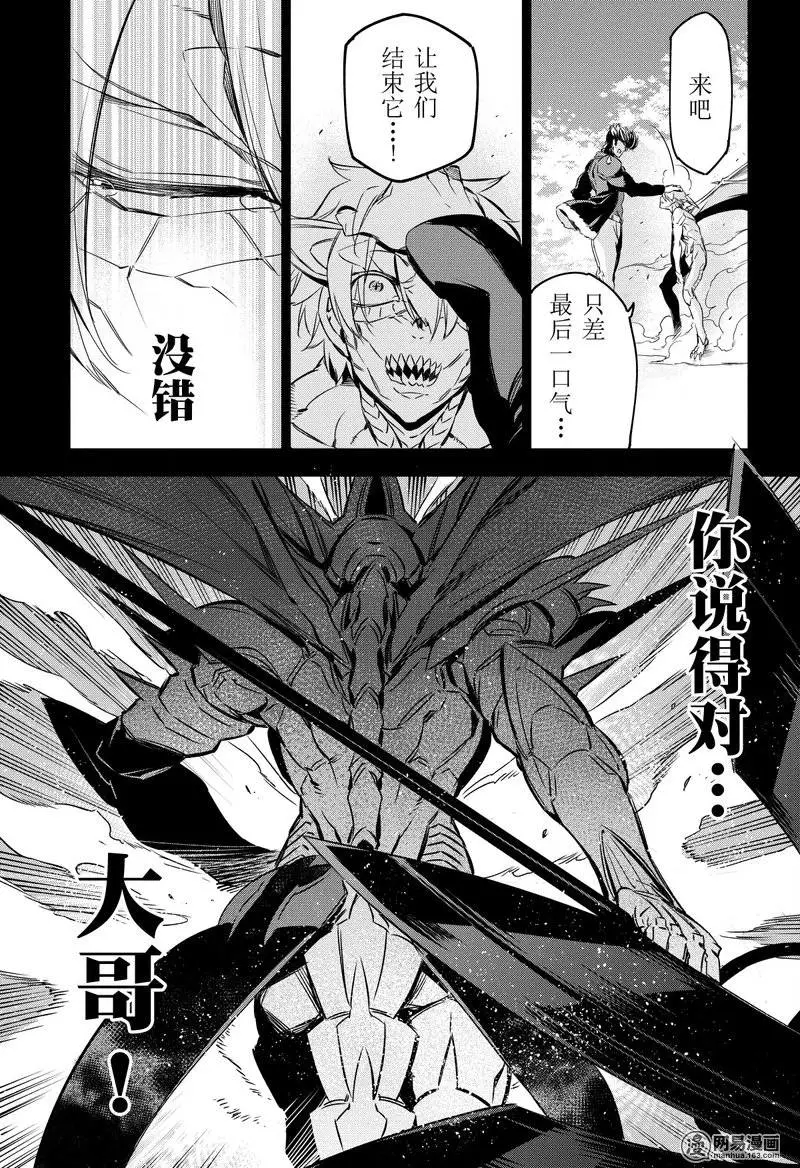 来吧
只差
最后一口气…
让我们
结束它…！
没错
你说得对…
大哥！
网易漫画
manhua.163.com